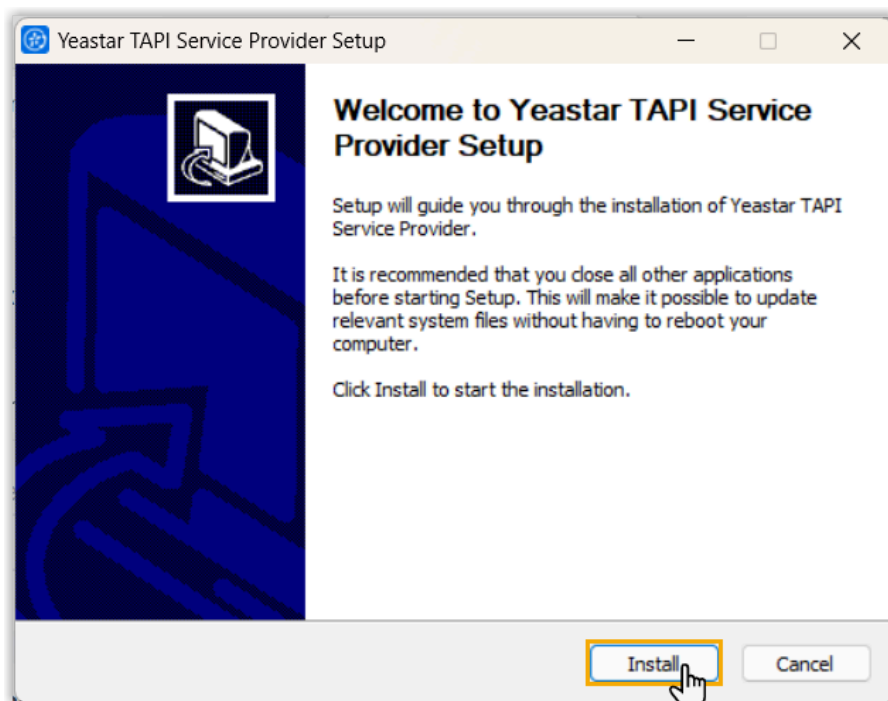 Yeastar TAPI Service Provider Setup
Welcome to Yeastar TAPI Service
Provider Setup
Setup will guide you through the installation of Yeastar TAPI
Service Provider.
It is recommended that you close all other applications
before starting Setup. This will make it possible to update
relevant system files without having to reboot your
computer.
Click Install to start the installation.
Install
Cancel